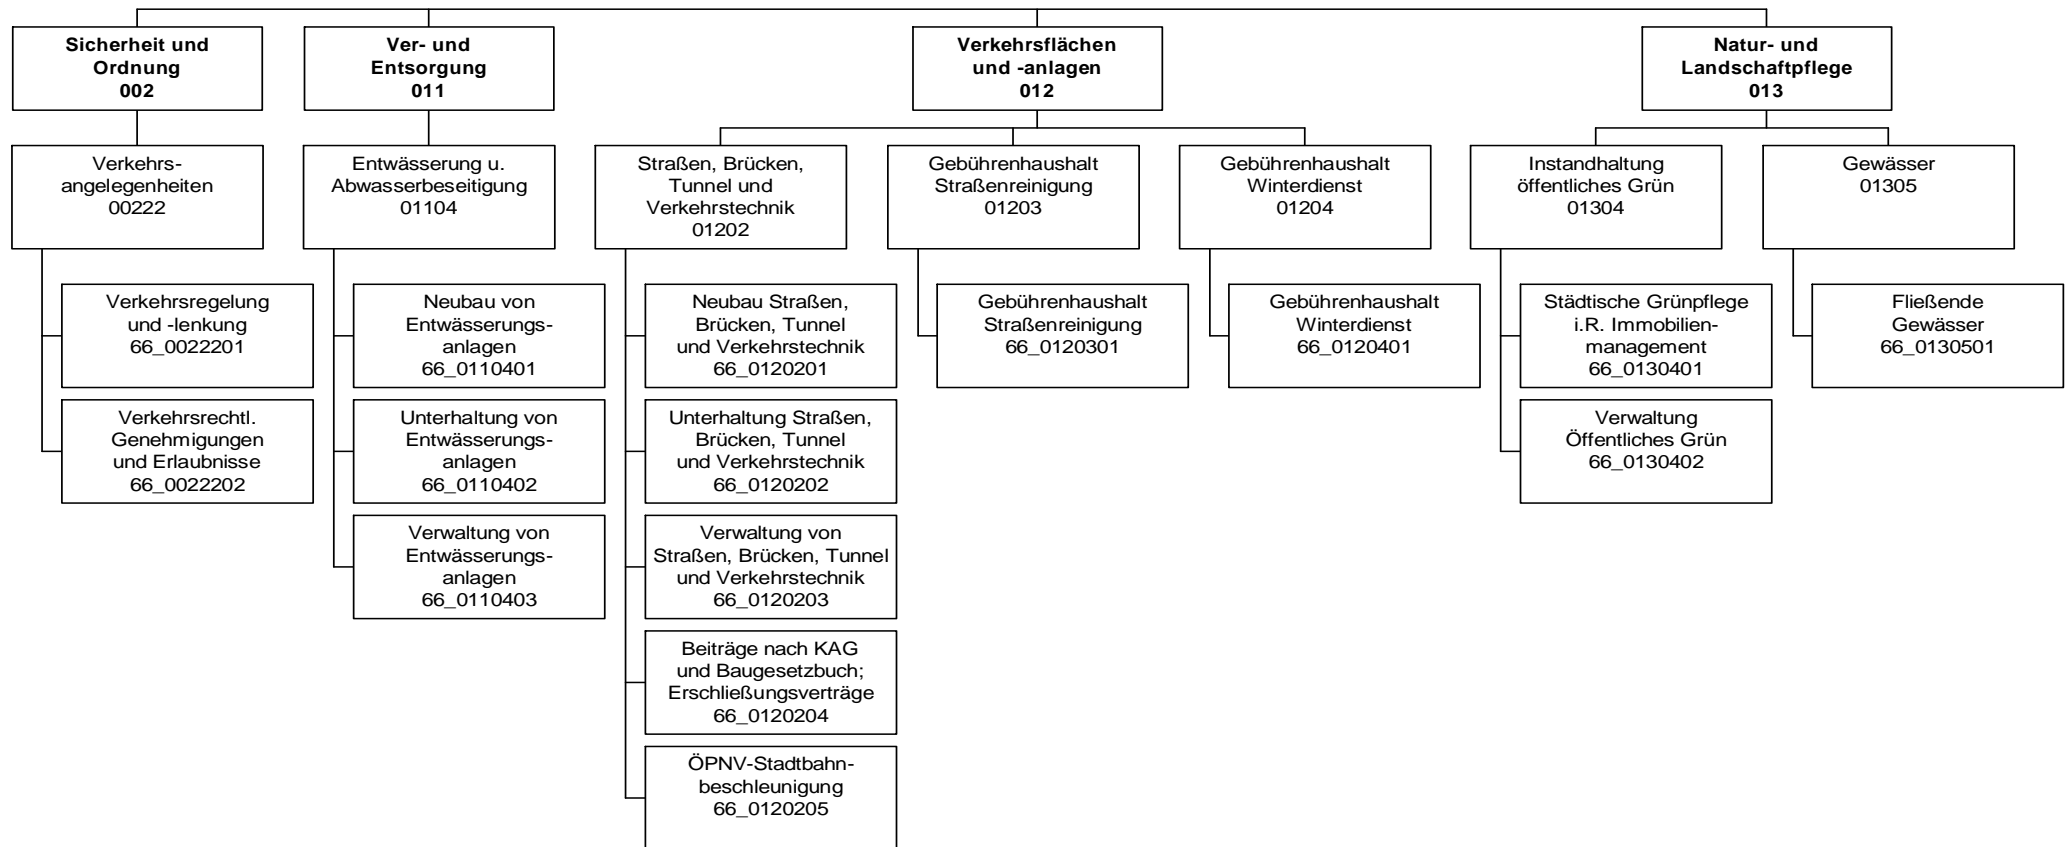 Sicherheit und
Ordnung
002
Ver- und
Entsorgung
011
Verkehrsflächen
und -anlagen
012
Natur- und
Landschaftpflege
013
Verkehrs-
angelegenheiten
00222
Entwässerung u.
Abwasserbeseitigung
01104
Straßen, Brücken,
Tunnel und
Verkehrstechnik
01202
Gebührenhaushalt
Straßenreinigung
01203
Gebührenhaushalt
Winterdienst
01204
Instandhaltung
öffentliches Grün
01304
Gewässer
01305
Verkehrsregelung
und -lenkung
66_0022201
Verkehrsrechtl.
Genehmigungen
und Erlaubnisse
66_0022202
Neubau von
Entwässerungs-
anlagen
66_0110401
Unterhaltung von
Entwässerungs-
anlagen
66_0110402
Verwaltung von
Entwässerungs-
anlagen
66_0110403
Neubau Straßen,
Brücken, Tunnel
und Verkehrstechnik
66_0120201
Unterhaltung Straßen,
Brücken, Tunnel
und Verkehrstechnik
66_0120202
Verwaltung von
Straßen, Brücken, Tunnel
und Verkehrstechnik
66_0120203
Beiträge nach KAG
und Baugesetzbuch;
Erschließungsverträge
66_0120204
ÖPNV-Stadtbahn-
beschleunigung
66_0120205
Gebührenhaushalt
Straßenreinigung
66_0120301
Gebührenhaushalt
Winterdienst
66_0120401
Städtische Grünpflege
i.R. Immobilien-
management
66_0130401
Verwaltung
Öffentliches Grün
66_0130402
Fließende
Gewässer
66_0130501